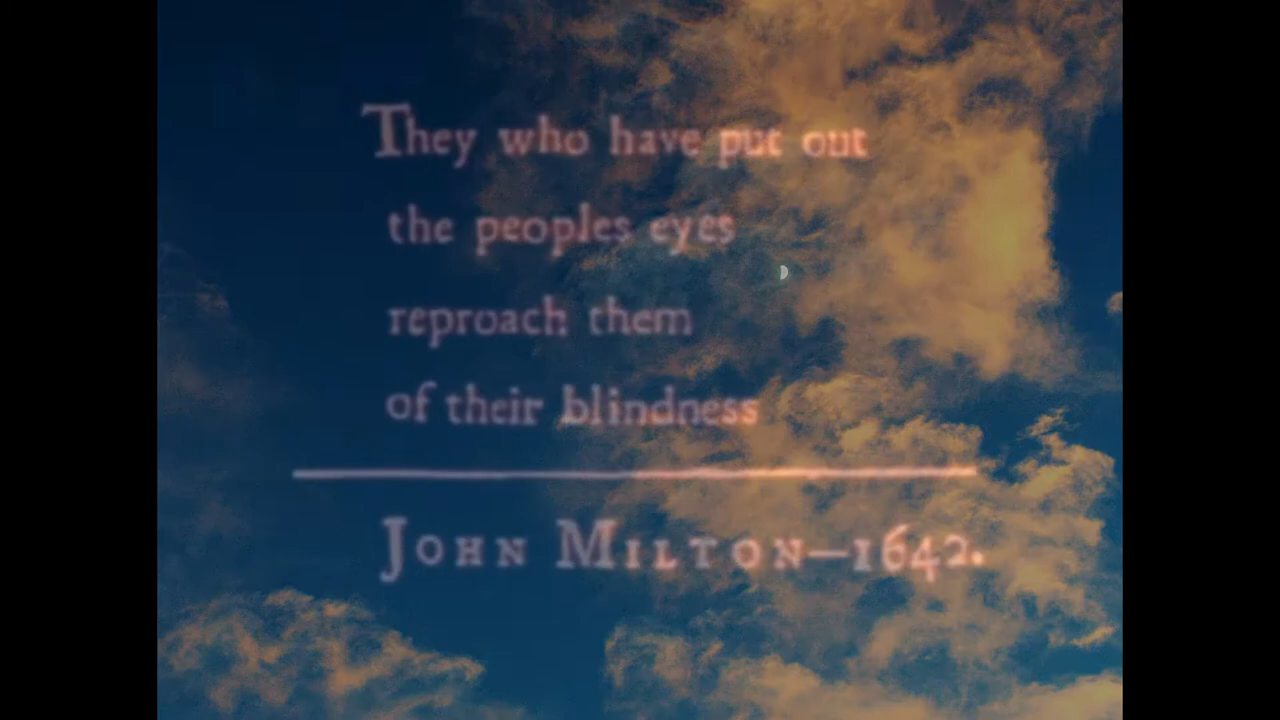 They who have put out
the peoples eyes
reproach them
of their blindness
JOHN MILTON—1642.